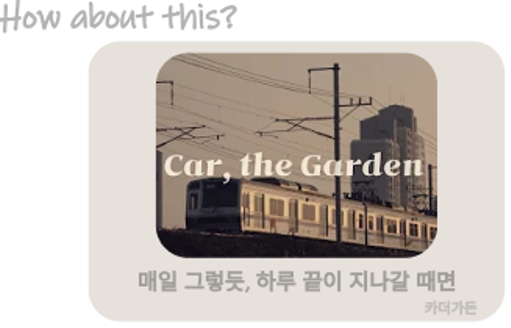 How about this?
Car, the Garden
매일 그렇듯, 하루 끝이 지나갈 때면
카더가든